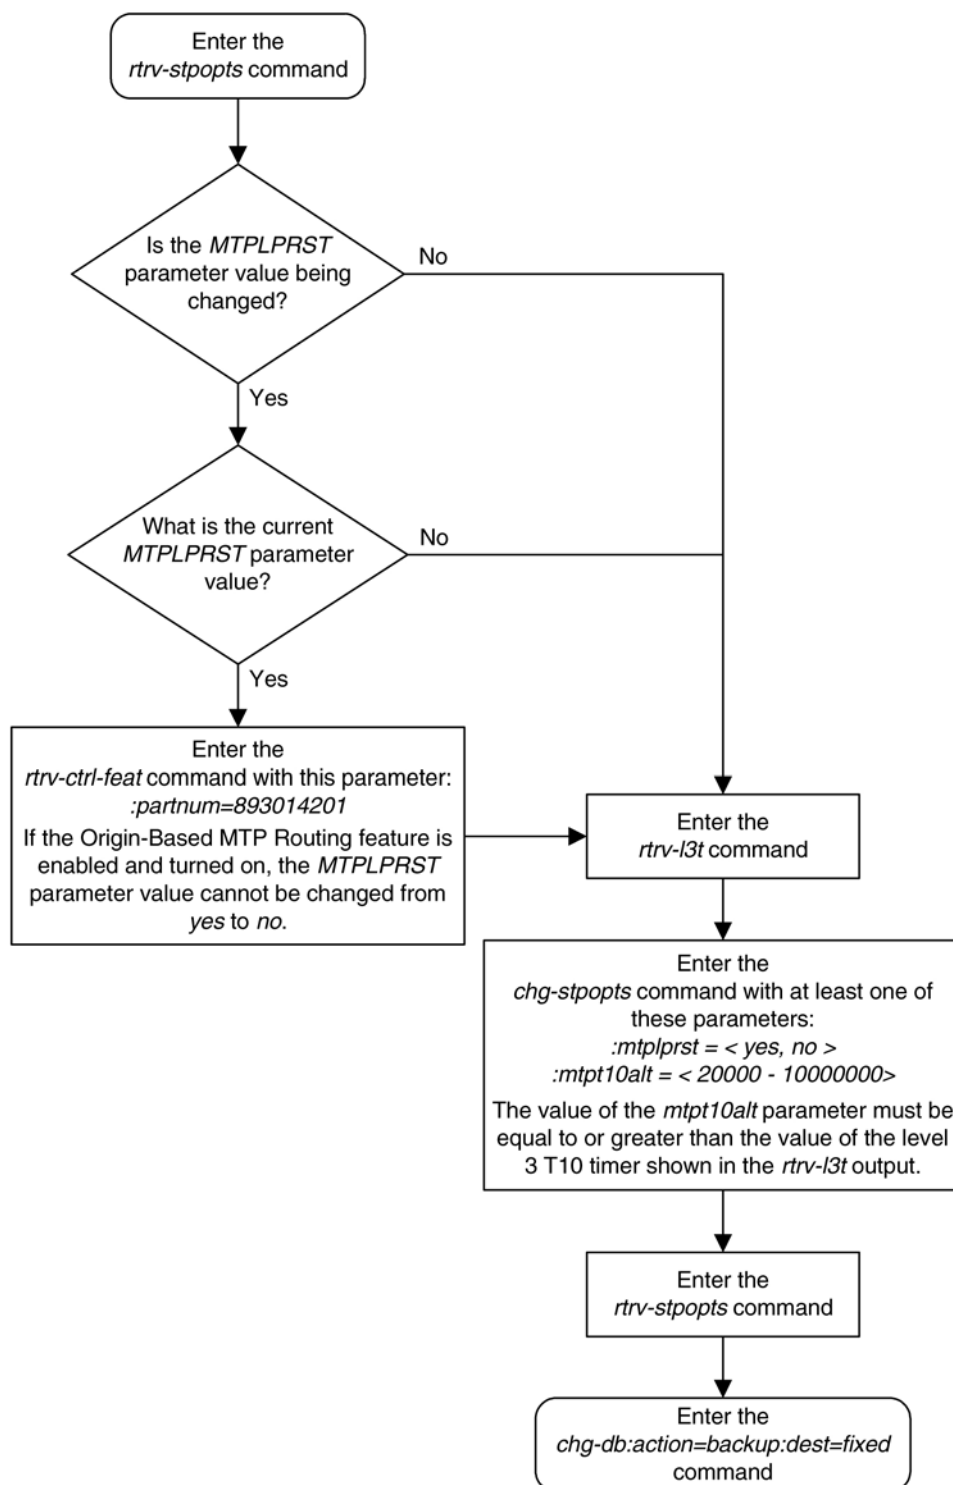 Enter the
rtrv-stpopts command
Is the MTPLPRST
parameter value being
changed?
No
Yes
What is the current
MTPLPRST parameter
value?
No
Yes
Enter the
rtrv-ctrl-feat command with this parameter:
:partnum=893014201
If the Origin-Based MTP Routing feature is
enabled and turned on, the MTPLPRST
parameter value cannot be changed from
yes to no.
Enter the
rtrv-l3t command
Enter the
chg-stpopts command with at least one of
these parameters:
:mtplprst = < yes, no >
:mtpt10alt = < 20000 - 10000000>
The value of the mtpt10alt parameter must be
equal to or greater than the value of the level
3 T10 timer shown in the rtrv-l3t output.
Enter the
rtrv-stpopts command
Enter the
chg-db:action=backup:dest=fixed
command